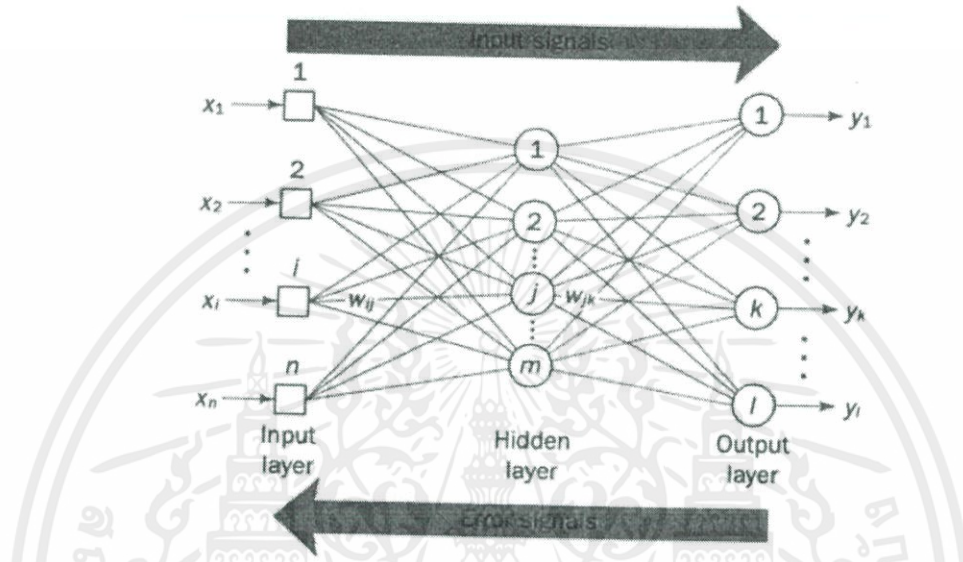 Input signals
1
x₁ 1 y₁
1
2
x₂ 2 2 y₂
i
xᵢ wᵢⱼ j wⱼₖ k yₖ
n m
xₙ l yₗ
Input layer
Hidden layer
Output layer
Error signals